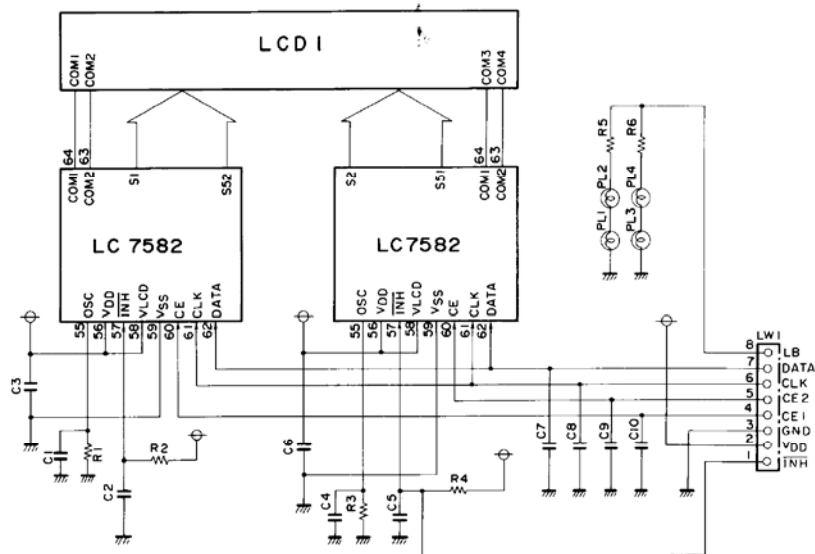 LCD1
COM1
COM2
COM3
COM4
64
63
64
63
COM1
COM2
S1
S52
S2
S51
COM1
COM2
LC 7582
LC7582
OSC
VDD
INH
VLCD
VSS
CE
CLK
DATA
OSC
VDD
INH
VLCD
VSS
CE
CLK
DATA
55
56
57
58
59
60
61
62
55
56
57
58
59
60
61
62
R5
R6
PL2
PL4
PL1
PL3
LW1
8 LB
7 DATA
6 CLK
5 CE2
4 CE1
3 GND
2 VDD
1 INH
C3
C1
R1
C2
R2
C6
C4
R3
C5
R4
C7
C8
C9
C10